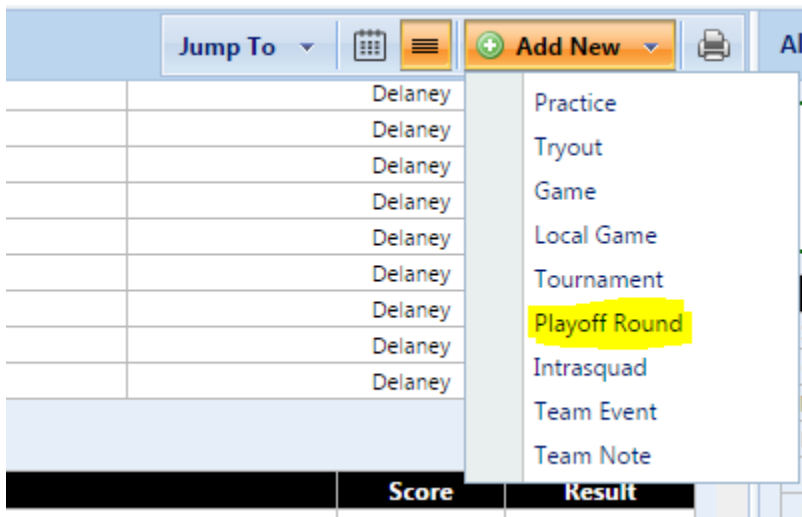 Jump To Add New Al
Delaney
Delaney
Delaney
Delaney
Delaney
Delaney
Delaney
Delaney
Delaney
Practice
Tryout
Game
Local Game
Tournament
Playoff Round
Intrasquad
Team Event
Team Note
Score Result